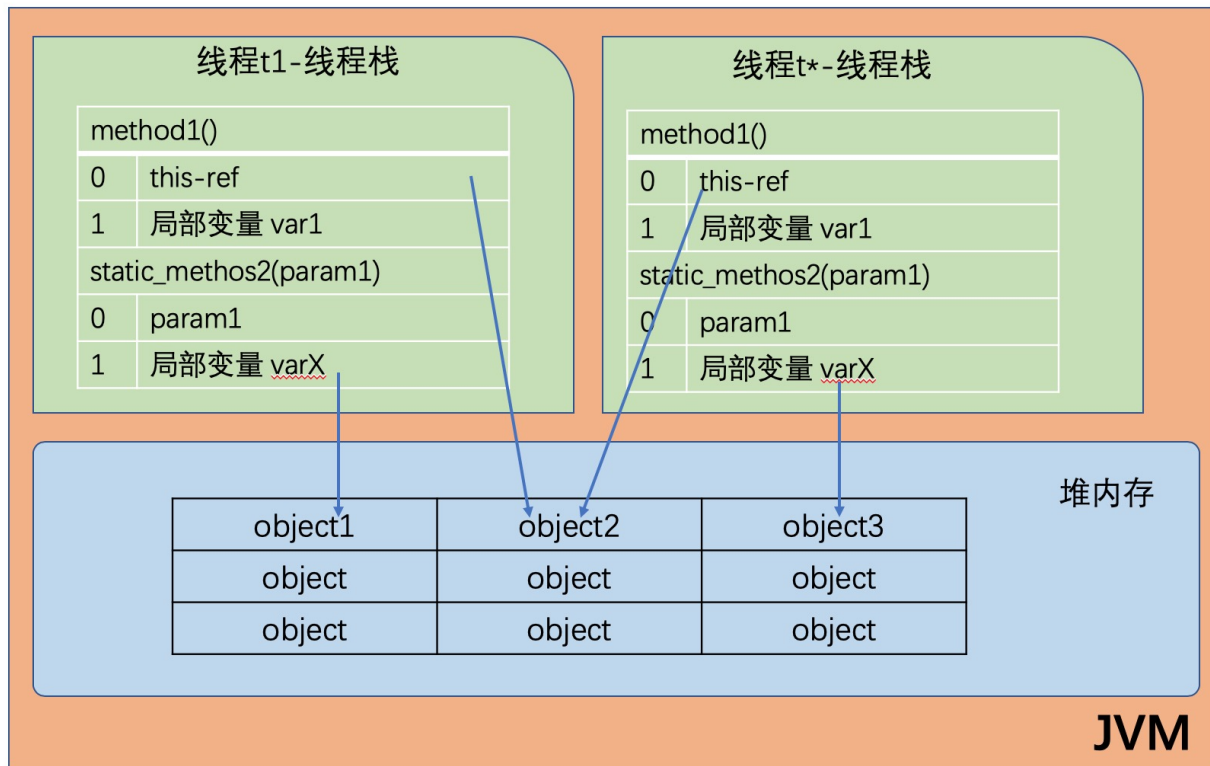 线程t1-线程栈
method1()
0 this-ref
1 局部变量 var1
static_methos2(param1)
0 param1
1 局部变量 varX
线程t*-线程栈
method1()
0 this-ref
1 局部变量 var1
static_methos2(param1)
0 param1
1 局部变量 varX
堆内存
object1 object2 object3
object object object
object object object
JVM